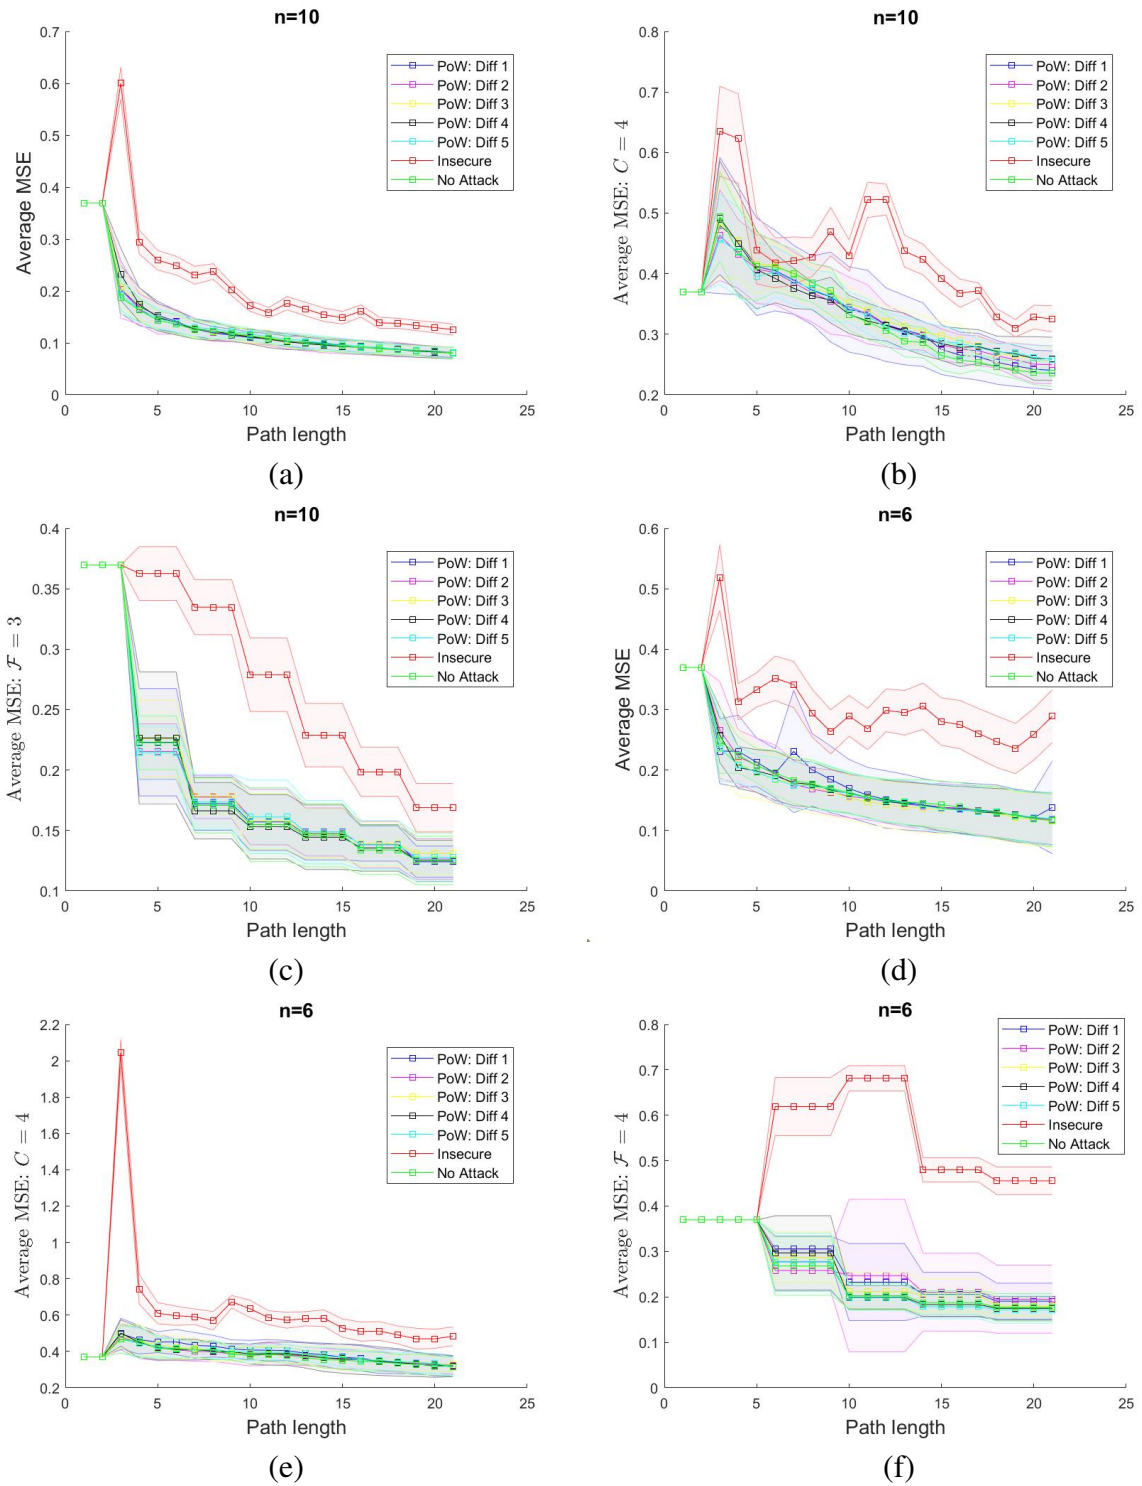 n=10
0.7
0.6
0.5
0.4
0.3
0.2
0.1
0
Average MSE
PoW: Diff 1
PoW: Diff 2
PoW: Diff 3
PoW: Diff 4
PoW: Diff 5
Insecure
No Attack
0 5 10 15 20 25
Path length
(a)
n=10
0.8
0.7
0.6
0.5
0.4
0.3
0.2
Average MSE: C = 4
PoW: Diff 1
PoW: Diff 2
PoW: Diff 3
PoW: Diff 4
PoW: Diff 5
Insecure
No Attack
0 5 10 15 20 25
Path length
(b)
n=10
0.4
0.35
0.3
0.25
0.2
0.15
0.1
Average MSE: ℱ = 3
PoW: Diff 1
PoW: Diff 2
PoW: Diff 3
PoW: Diff 4
PoW: Diff 5
Insecure
No Attack
0 5 10 15 20 25
Path length
(c)
n=6
0.6
0.5
0.4
0.3
0.2
0.1
0
Average MSE
PoW: Diff 1
PoW: Diff 2
PoW: Diff 3
PoW: Diff 4
PoW: Diff 5
Insecure
No Attack
0 5 10 15 20 25
Path length
(d)
n=6
2.2
2
1.8
1.6
1.4
1.2
1
0.8
0.6
0.4
0.2
Average MSE: C = 4
PoW: Diff 1
PoW: Diff 2
PoW: Diff 3
PoW: Diff 4
PoW: Diff 5
Insecure
No Attack
0 5 10 15 20 25
Path length
(e)
n=6
0.8
0.7
0.6
0.5
0.4
0.3
0.2
0.1
0
Average MSE: ℱ = 4
PoW: Diff 1
PoW: Diff 2
PoW: Diff 3
PoW: Diff 4
PoW: Diff 5
Insecure
No Attack
0 5 10 15 20 25
Path length
(f)